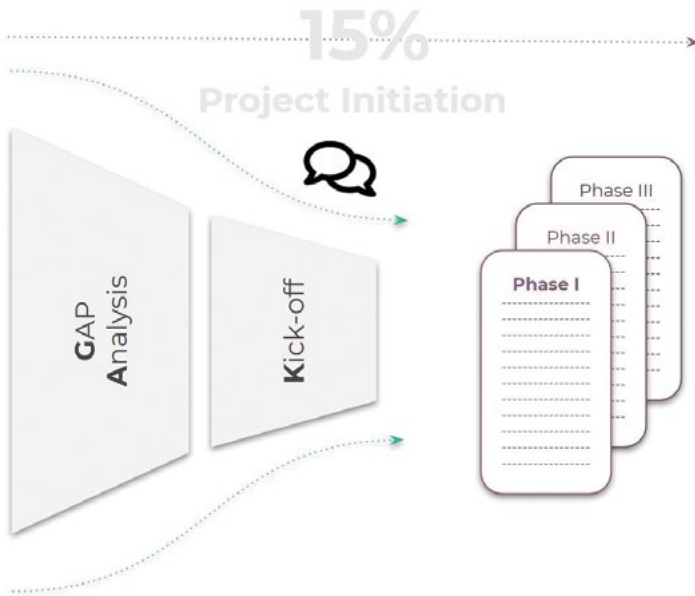 15%
Project Initiation
GAP
Analysis
Kick-off
Phase III
Phase II
Phase I